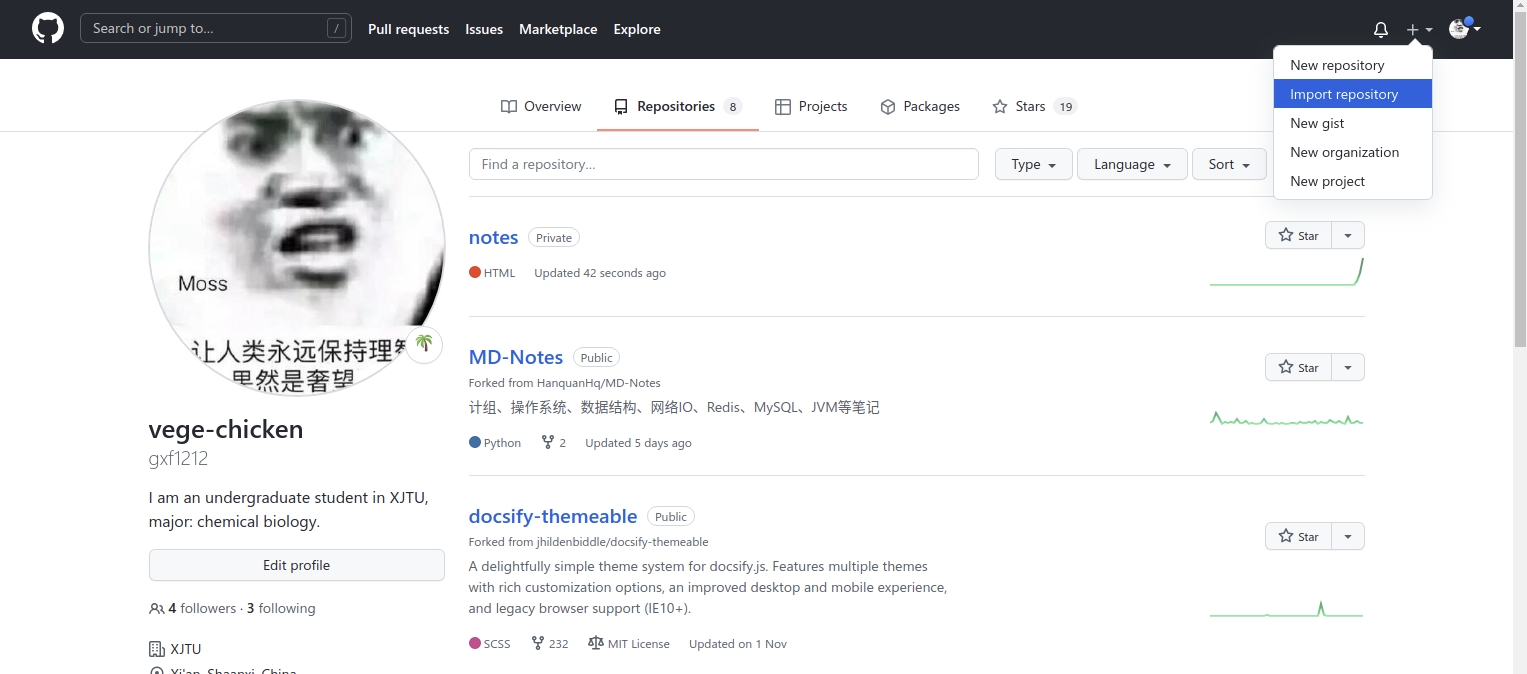 Search or jump to...
/
Pull requests
Issues
Marketplace
Explore
New repository
Import repository
New gist
New organization
New project
Overview
Repositories 8
Projects
Packages
Stars 19
Find a repository...
Type
Language
Sort
Moss
让人类永远保持理智
果然是奢望
vege-chicken
gxf1212
I am an undergraduate student in XJTU,
major: chemical biology.
Edit profile
4 followers · 3 following
XJTU
Xi'an, Shaanxi, China
notes Private
Star
HTML Updated 42 seconds ago
MD-Notes Public
Star
Forked from HanquanHq/MD-Notes
计组、操作系统、数据结构、网络IO、Redis、MySQL、JVM等笔记
Python 2 Updated 5 days ago
docsify-themeable Public
Star
Forked from jhildenbiddle/docsify-themeable
A delightfully simple theme system for docsify.js. Features multiple themes
with rich customization options, an improved desktop and mobile experience,
and legacy browser support (IE10+).
SCSS 232 MIT License Updated on 1 Nov